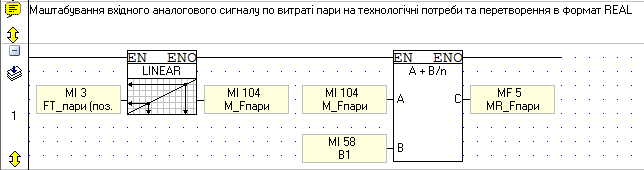 Маштабування вхідного аналогового сигналу по витраті пари на технологічні потреби та перетворення в формат REAL
EN ENO
LINEAR
MI 3
FT_пари (поз.
MI 104
M_Fпари
MI 104
M_Fпари
EN ENO
A + B/n
A
C
B
MF 5
MR_Fпари
MI 58
B1
1